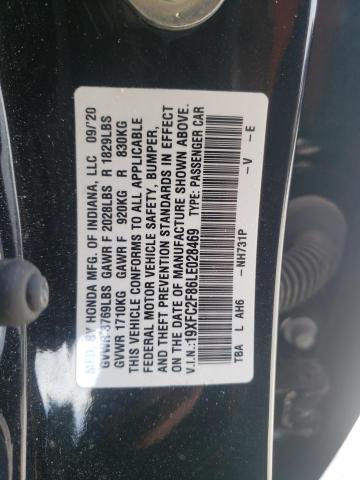 MFG. BY HONDA MFG. OF INDIANA, LLC 09/'20
GVWR 3769LBS GAWR F 2028LBS R 1829LBS
GVWR 1710KG GAWR F 920KG R 830KG
THIS VEHICLE CONFORMS TO ALL APPLICABLE
FEDERAL MOTOR VEHICLE SAFETY, BUMPER,
AND THEFT PREVENTION STANDARDS IN EFFECT
ON THE DATE OF MANUFACTURE SHOWN ABOVE.
V.I.N.:19XFC2F86LE028469 TYPE: PASSENGER CAR
TBA L AH6 -NH731P -V -E